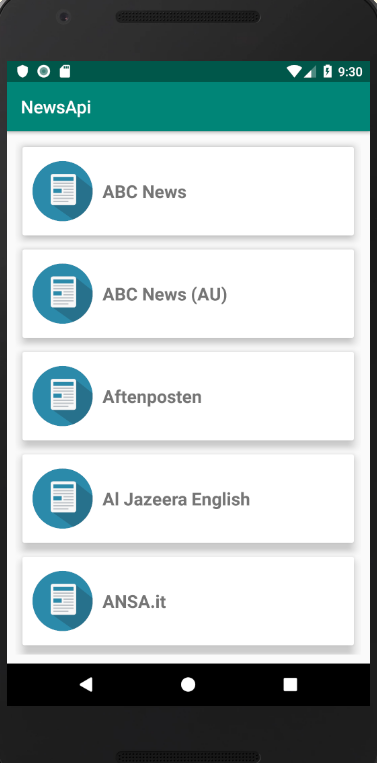 9:30
NewsApi
ABC News
ABC News (AU)
Aftenposten
Al Jazeera English
ANSA.it